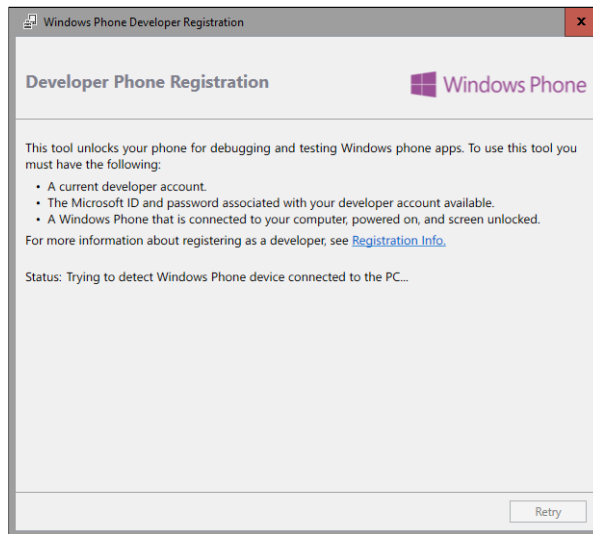 Windows Phone Developer Registration
x
Developer Phone Registration
Windows Phone
This tool unlocks your phone for debugging and testing Windows phone apps. To use this tool you
must have the following:
• A current developer account.
• The Microsoft ID and password associated with your developer account available.
• A Windows Phone that is connected to your computer, powered on, and screen unlocked.
For more information about registering as a developer, see Registration Info.
Status: Trying to detect Windows Phone device connected to the PC...
Retry